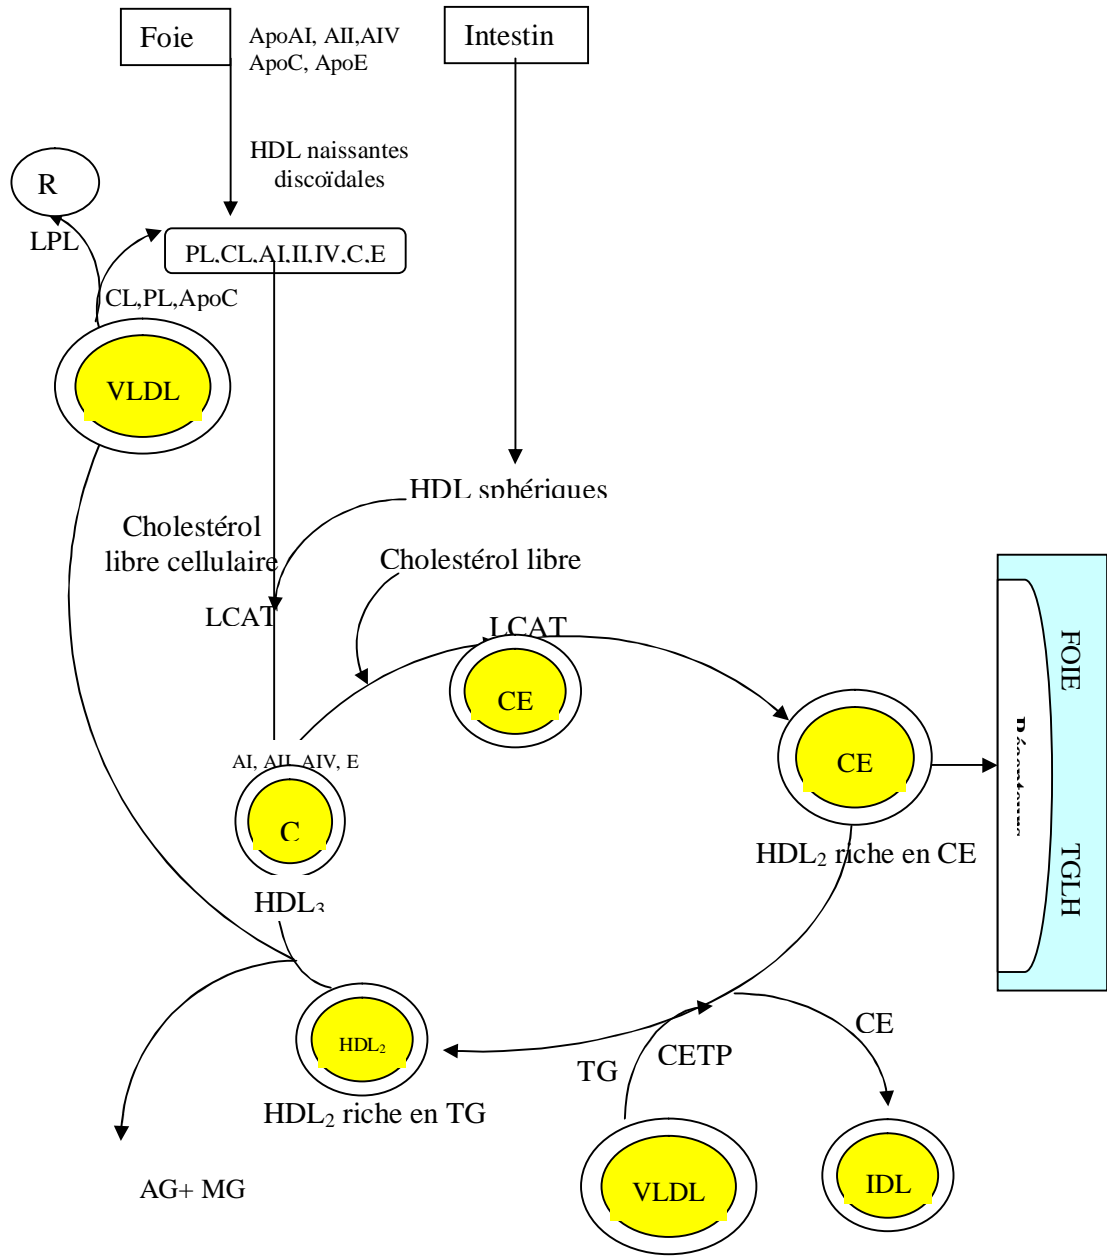 Foie
ApoAI, AII,AIV
ApoC, ApoE
Intestin
HDL naissantes
discoïdales
R
LPL
PL,CL,AI,II,IV,C,E
CL,PL,ApoC
VLDL
HDL sphériques
Cholestérol
libre cellulaire
Cholestérol libre
LCAT
LCAT
CE
FOIE
CE
AI, AII, AIV, E
C
HDL₂ riche en CE
TGLH
HDL₃
HDL₂
CE
CETP
TG
HDL₂ riche en TG
AG+ MG
VLDL
IDL